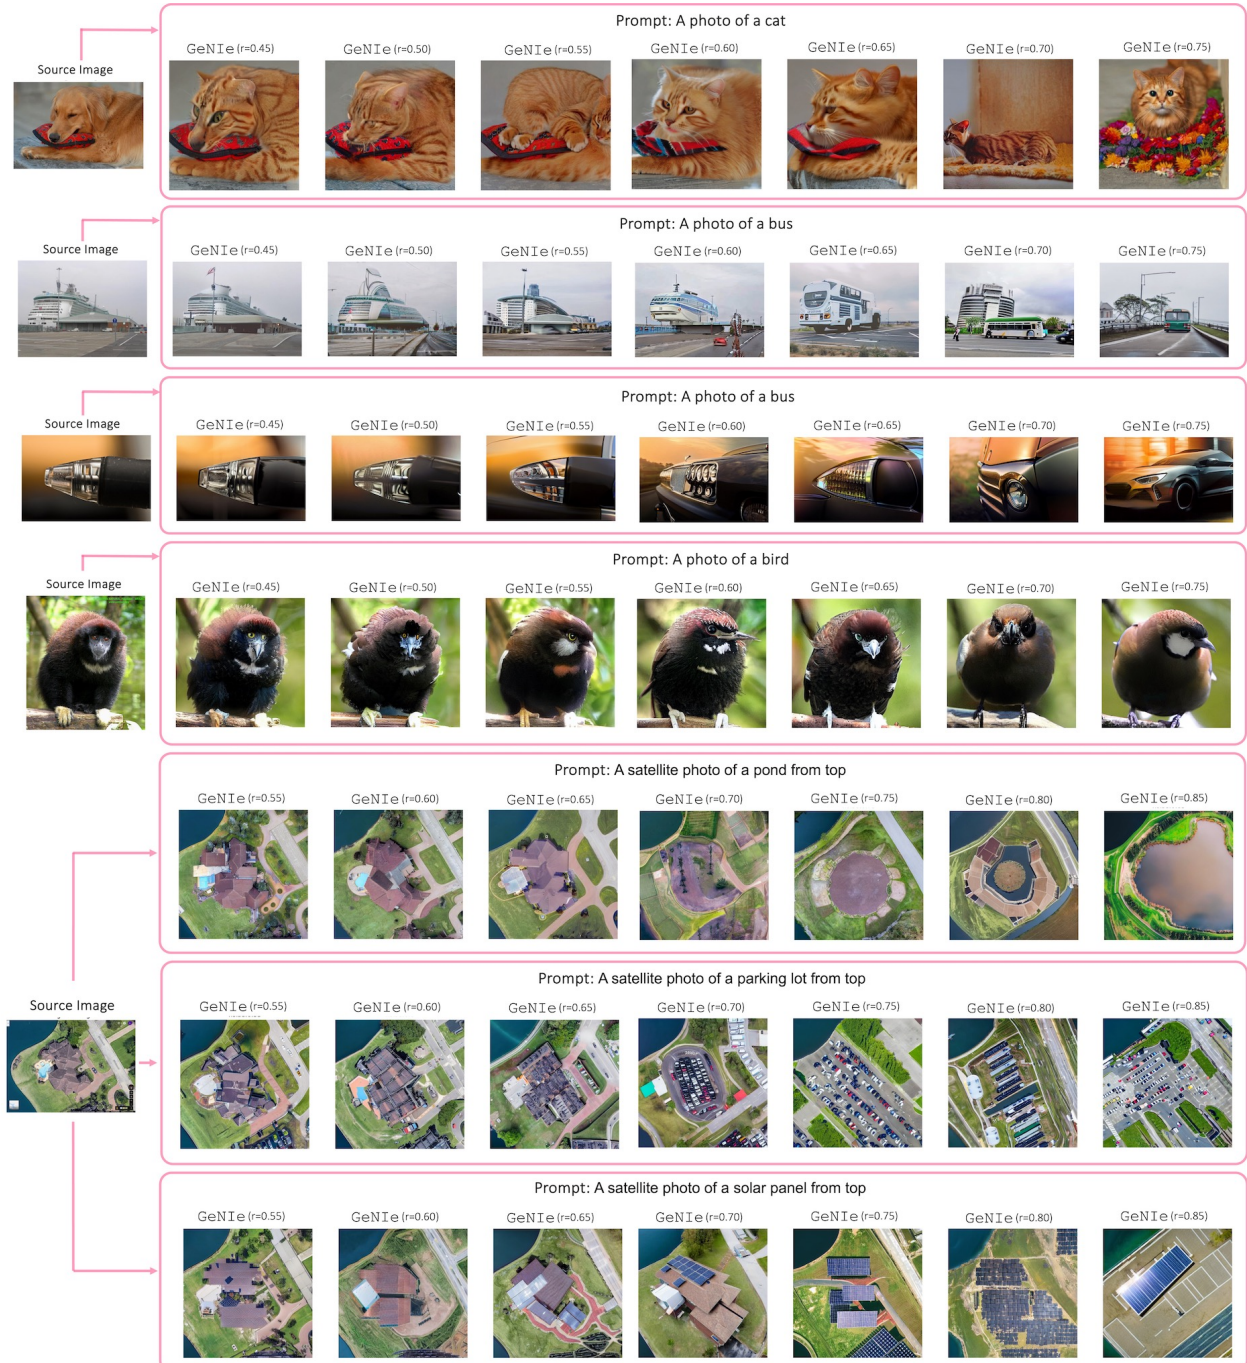 Prompt: A photo of a cat
GeNIe (r=0.45) GeNIe (r=0.50) GeNIe (r=0.55) GeNIe (r=0.60) GeNIe (r=0.65) GeNIe (r=0.70) GeNIe (r=0.75)
Source Image
Prompt: A photo of a bus
Source Image GeNIe (r=0.45) GeNIe (r=0.50) GeNIe (r=0.55) GeNIe (r=0.60) GeNIe (r=0.65) GeNIe (r=0.70) GeNIe (r=0.75)
Prompt: A photo of a bus
Source Image GeNIe (r=0.45) GeNIe (r=0.50) GeNIe (r=0.55) GeNIe (r=0.60) GeNIe (r=0.65) GeNIe (r=0.70) GeNIe (r=0.75)
Prompt: A photo of a bird
Source Image GeNIe (r=0.45) GeNIe (r=0.50) GeNIe (r=0.55) GeNIe (r=0.60) GeNIe (r=0.65) GeNIe (r=0.70) GeNIe (r=0.75)
Prompt: A satellite photo of a pond from top
GeNIe (r=0.55) GeNIe (r=0.60) GeNIe (r=0.65) GeNIe (r=0.70) GeNIe (r=0.75) GeNIe (r=0.80) GeNIe (r=0.85)
Prompt: A satellite photo of a parking lot from top
Source Image GeNIe (r=0.55) GeNIe (r=0.60) GeNIe (r=0.65) GeNIe (r=0.70) GeNIe (r=0.75) GeNIe (r=0.80) GeNIe (r=0.85)
Prompt: A satellite photo of a solar panel from top
GeNIe (r=0.55) GeNIe (r=0.60) GeNIe (r=0.65) GeNIe (r=0.70) GeNIe (r=0.75) GeNIe (r=0.80) GeNIe (r=0.85)